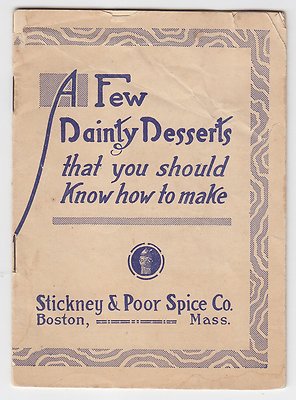 A Few
Dainty Desserts
that you should
Know how to make
Stickney & Poor Spice Co.
Boston, Mass.